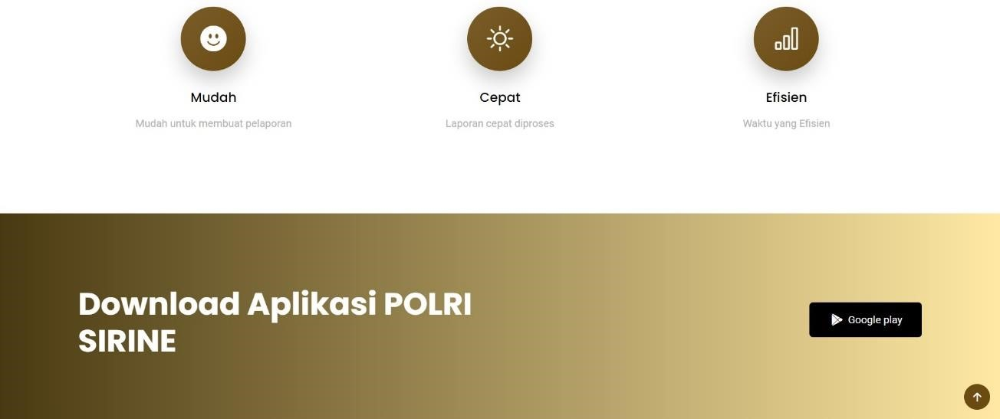 Mudah
Cepat
Efisien
Mudah untuk membuat pelaporan
Laporan cepat diproses
Waktu yang Efisien
Download Aplikasi POLRI
SIRINE
Google play